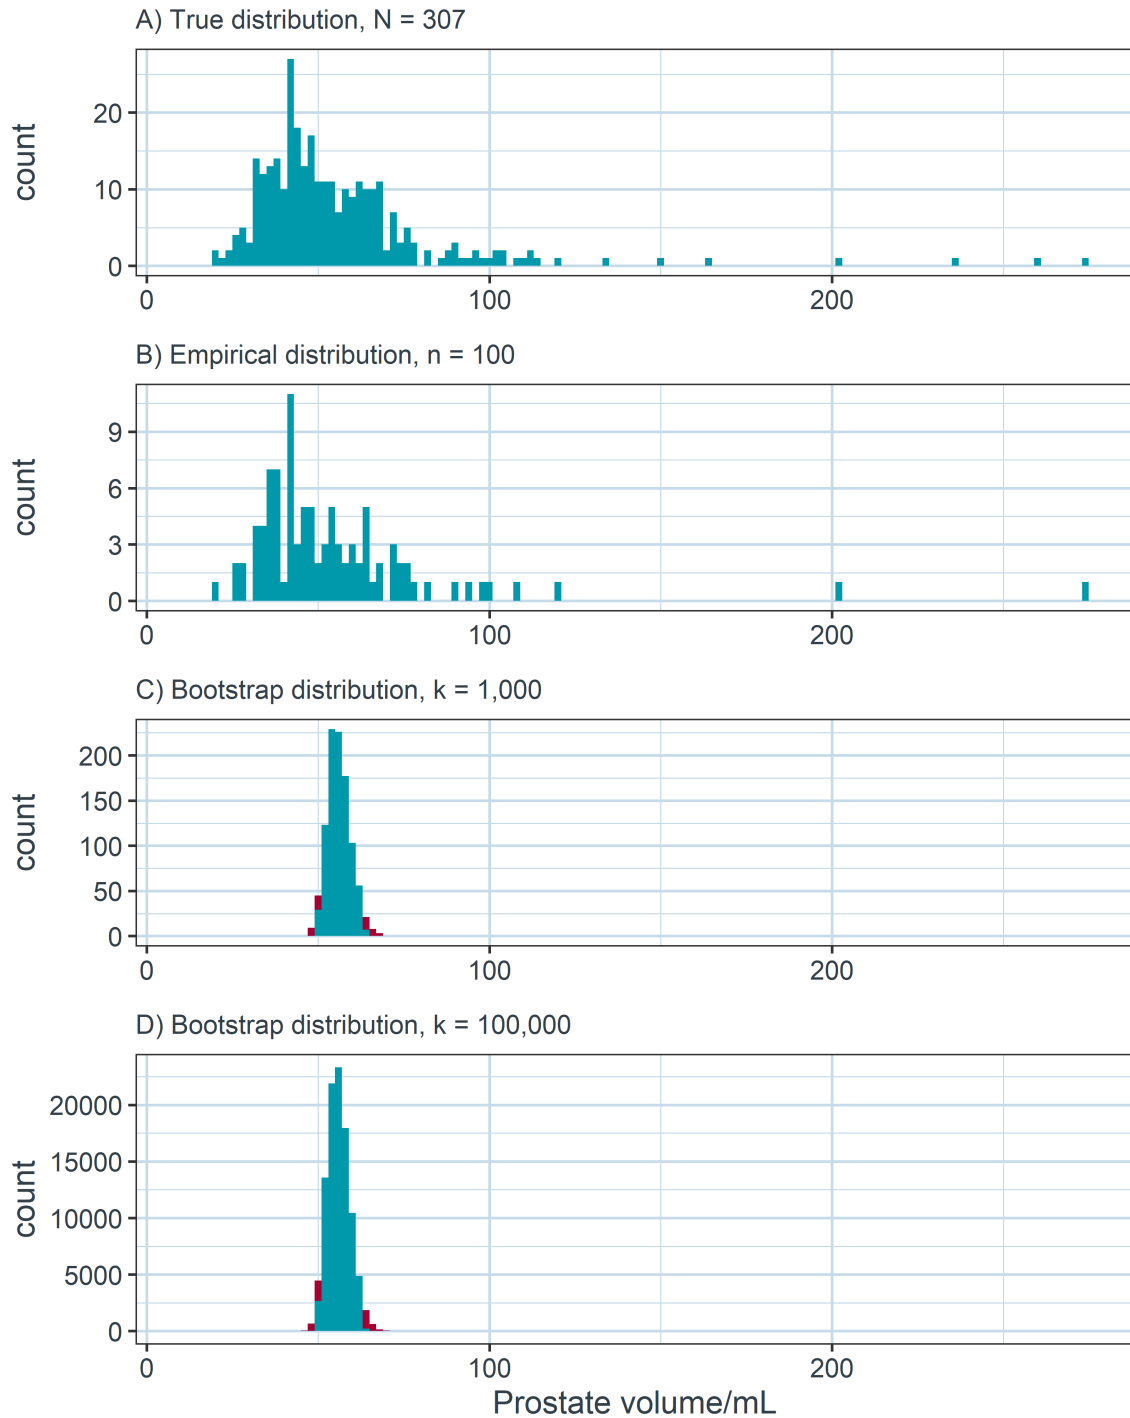 A) True distribution, N = 307
count
20
10
0
0 100 200
B) Empirical distribution, n = 100
count
9
6
3
0
0 100 200
C) Bootstrap distribution, k = 1,000
count
200
150
100
50
0
0 100 200
D) Bootstrap distribution, k = 100,000
count
20000
15000
10000
5000
0
0 100 200
Prostate volume/mL